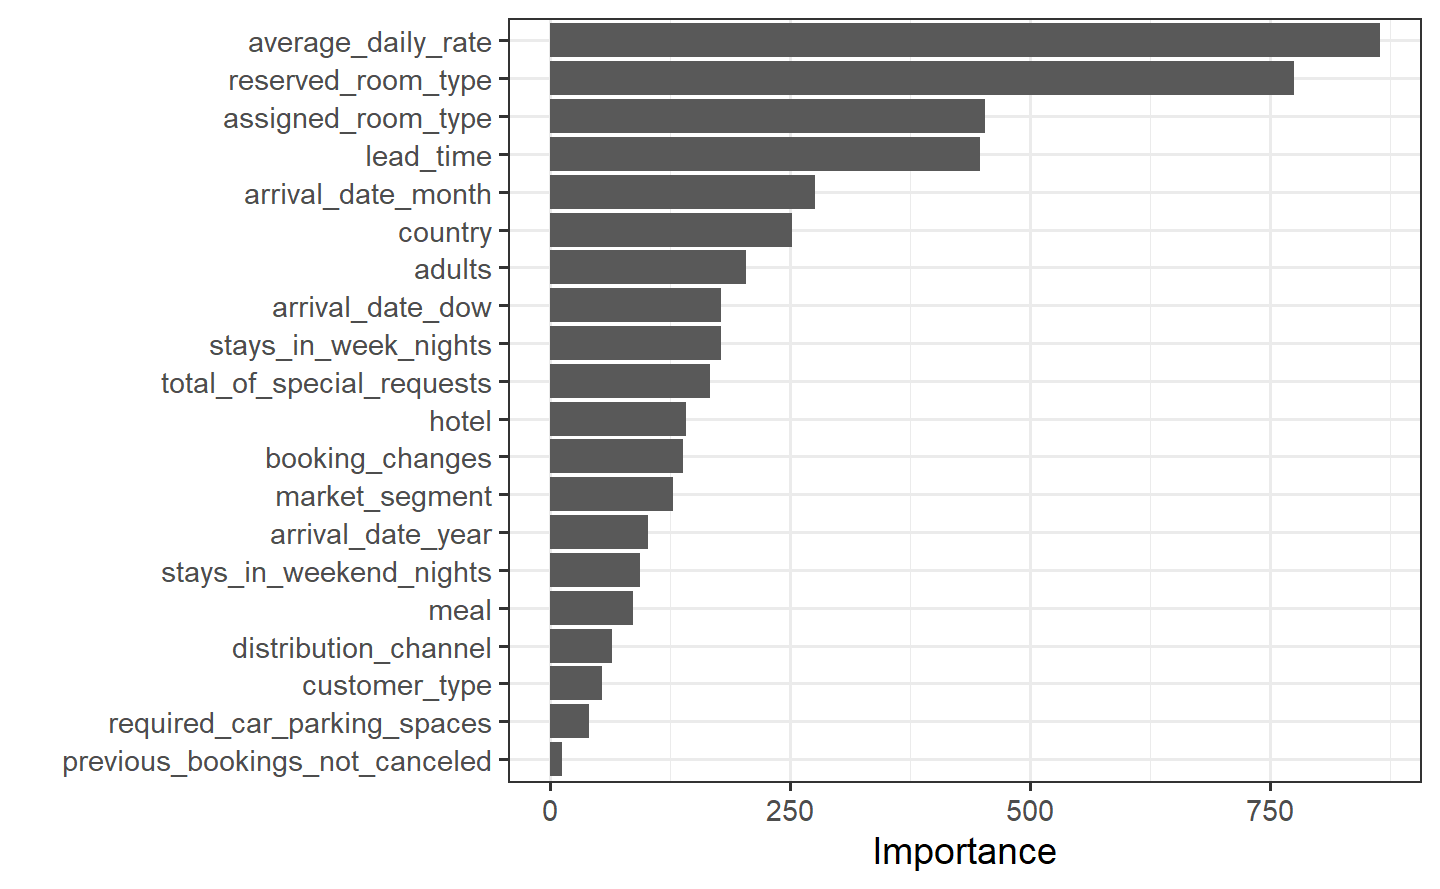 average_daily_rate
reserved_room_type
assigned_room_type
lead_time
arrival_date_month
country
adults
arrival_date_dow
stays_in_week_nights
total_of_special_requests
hotel
booking_changes
market_segment
arrival_date_year
stays_in_weekend_nights
meal
distribution_channel
customer_type
required_car_parking_spaces
previous_bookings_not_canceled
0 250 500 750
Importance